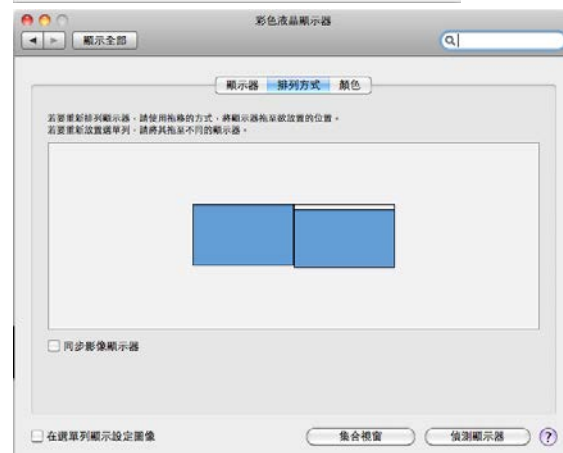 彩色液晶顯示器
顯示全部
顯示器 排列方式 顏色
若要重新排列顯示器，請使用拖移的方式，將顯示器拖至欲放置的位置。
若要重新放置選單列，請將其拖至不同的顯示器。
同步影像顯示器
在選單列顯示設定圖像
集合視窗
偵測顯示器
?